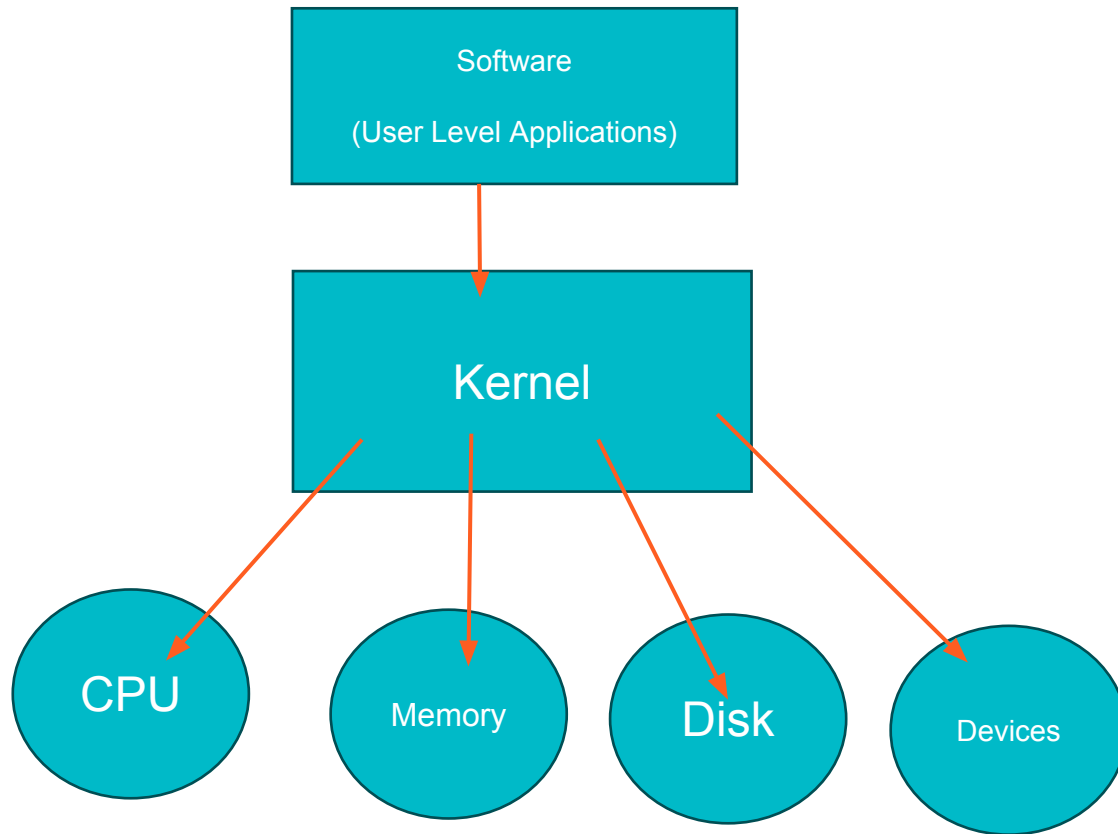 Software
(User Level Applications)
Kernel
CPU
Memory
Disk
Devices